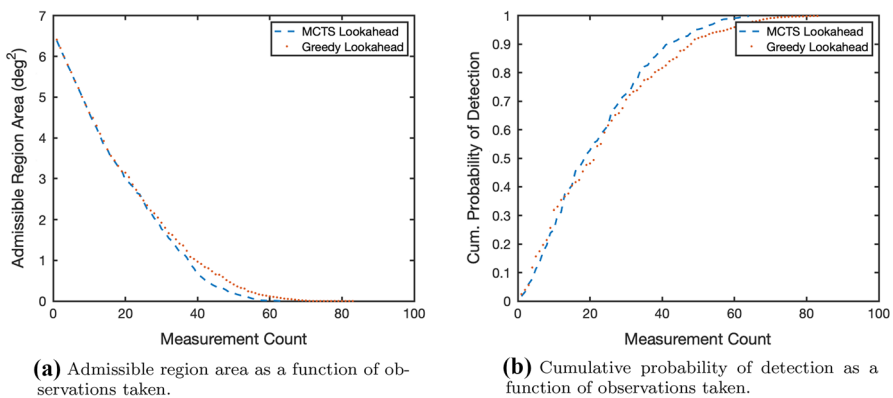 7
6
5
4
3
2
1
0
Admissible Region Area (deg²)
0 20 40 60 80 100
Measurement Count
MCTS Lookahead
Greedy Lookahead
(a) Admissible region area as a function of ob-
servations taken.
1
0.9
0.8
0.7
0.6
0.5
0.4
0.3
0.2
0.1
0
Cum. Probability of Detection
0 20 40 60 80 100
Measurement Count
MCTS Lookahead
Greedy Lookahead
(b) Cumulative probability of detection as a
function of observations taken.